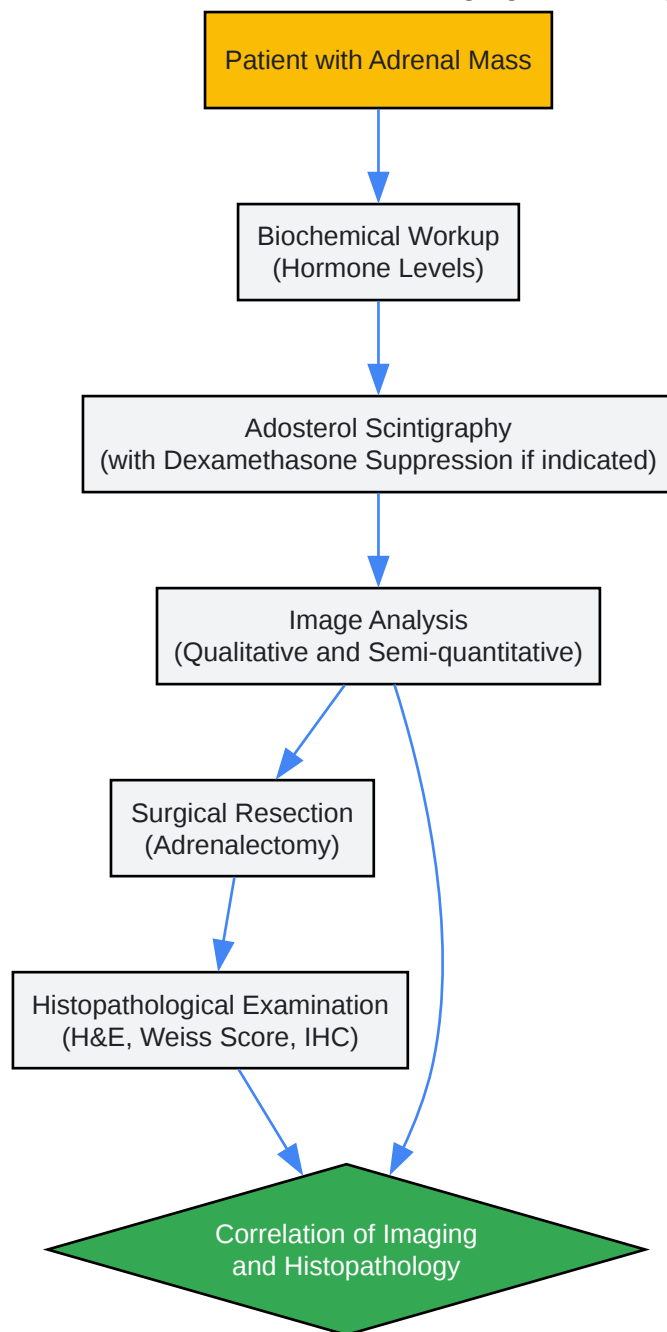 Patient with Adrenal Mass
Biochemical Workup
(Hormone Levels)
Adosterol Scintigraphy
(with Dexamethasone Suppression if indicated)
Image Analysis
(Qualitative and Semi-quantitative)
Surgical Resection
(Adrenalectomy)
Histopathological Examination
(H&E, Weiss Score, IHC)
Correlation of Imaging
and Histopathology